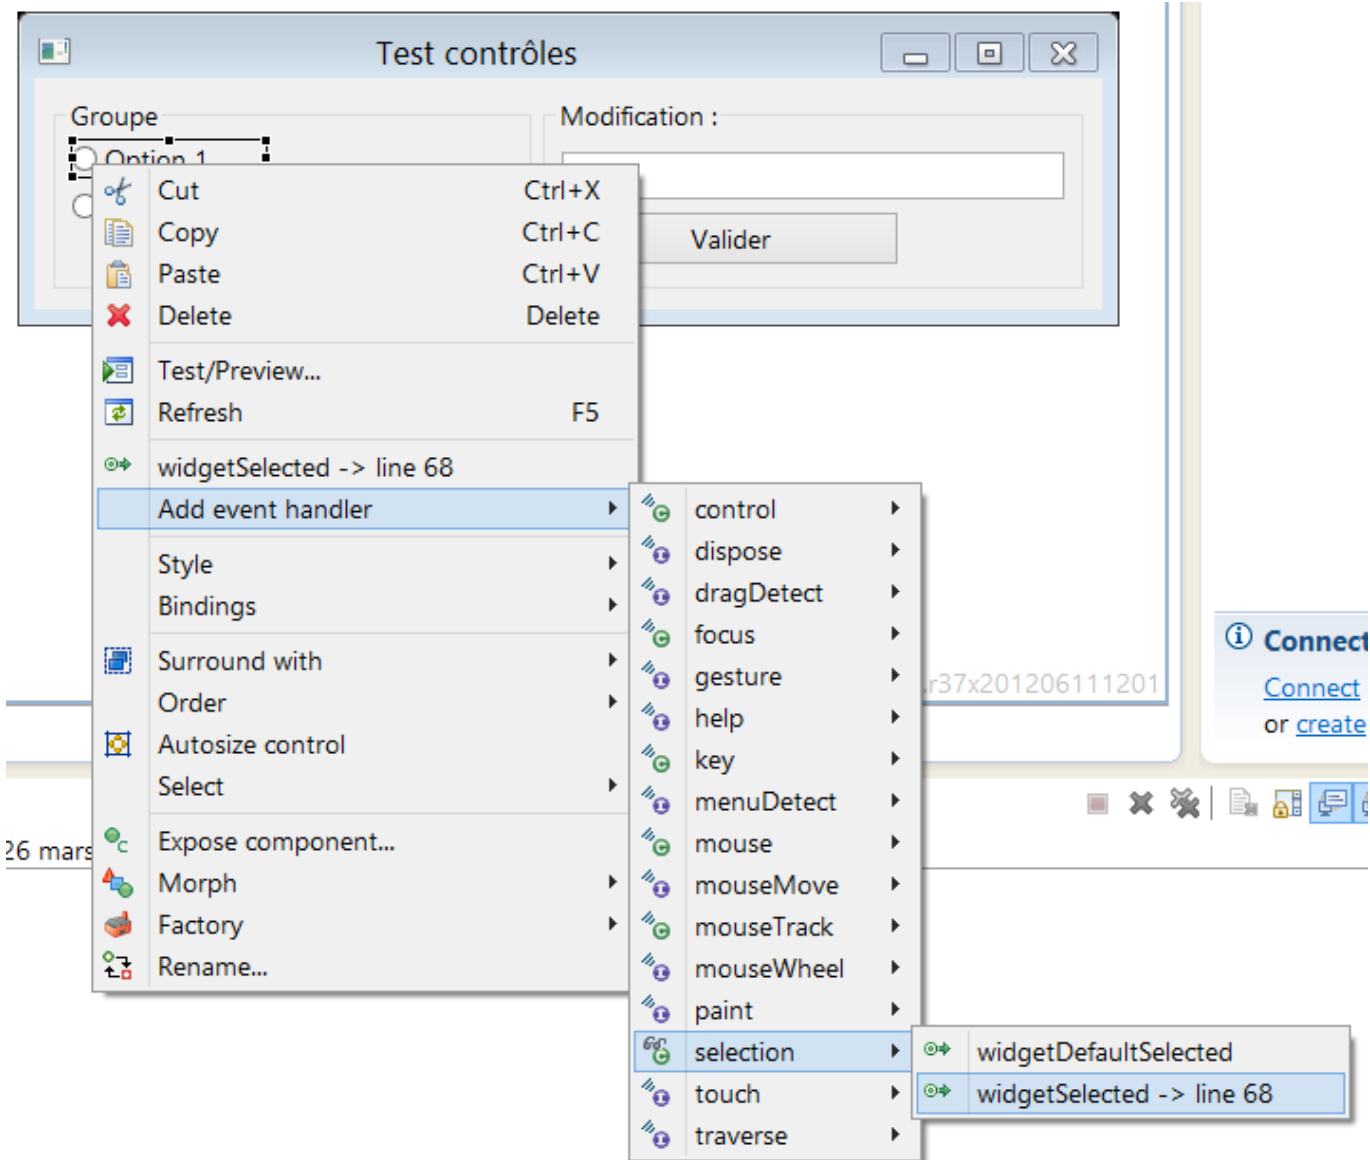 Test contrôles
Groupe
Modification :
Option 1
Cut Ctrl+X
Copy Ctrl+C
Valider
Paste Ctrl+V
Delete Delete
Test/Preview...
Refresh F5
widgetSelected -> line 68
Add event handler
Style
Bindings
Surround with
Order
Autosize control
Select
Expose component...
Morph
Factory
Rename...
control
dispose
dragDetect
focus
gesture
help
key
menuDetect
mouse
mouseMove
mouseTrack
mouseWheel
paint
selection
touch
traverse
widgetDefaultSelected
widgetSelected -> line 68
.r37x201206111201
Connect
Connect
or create
26 mars